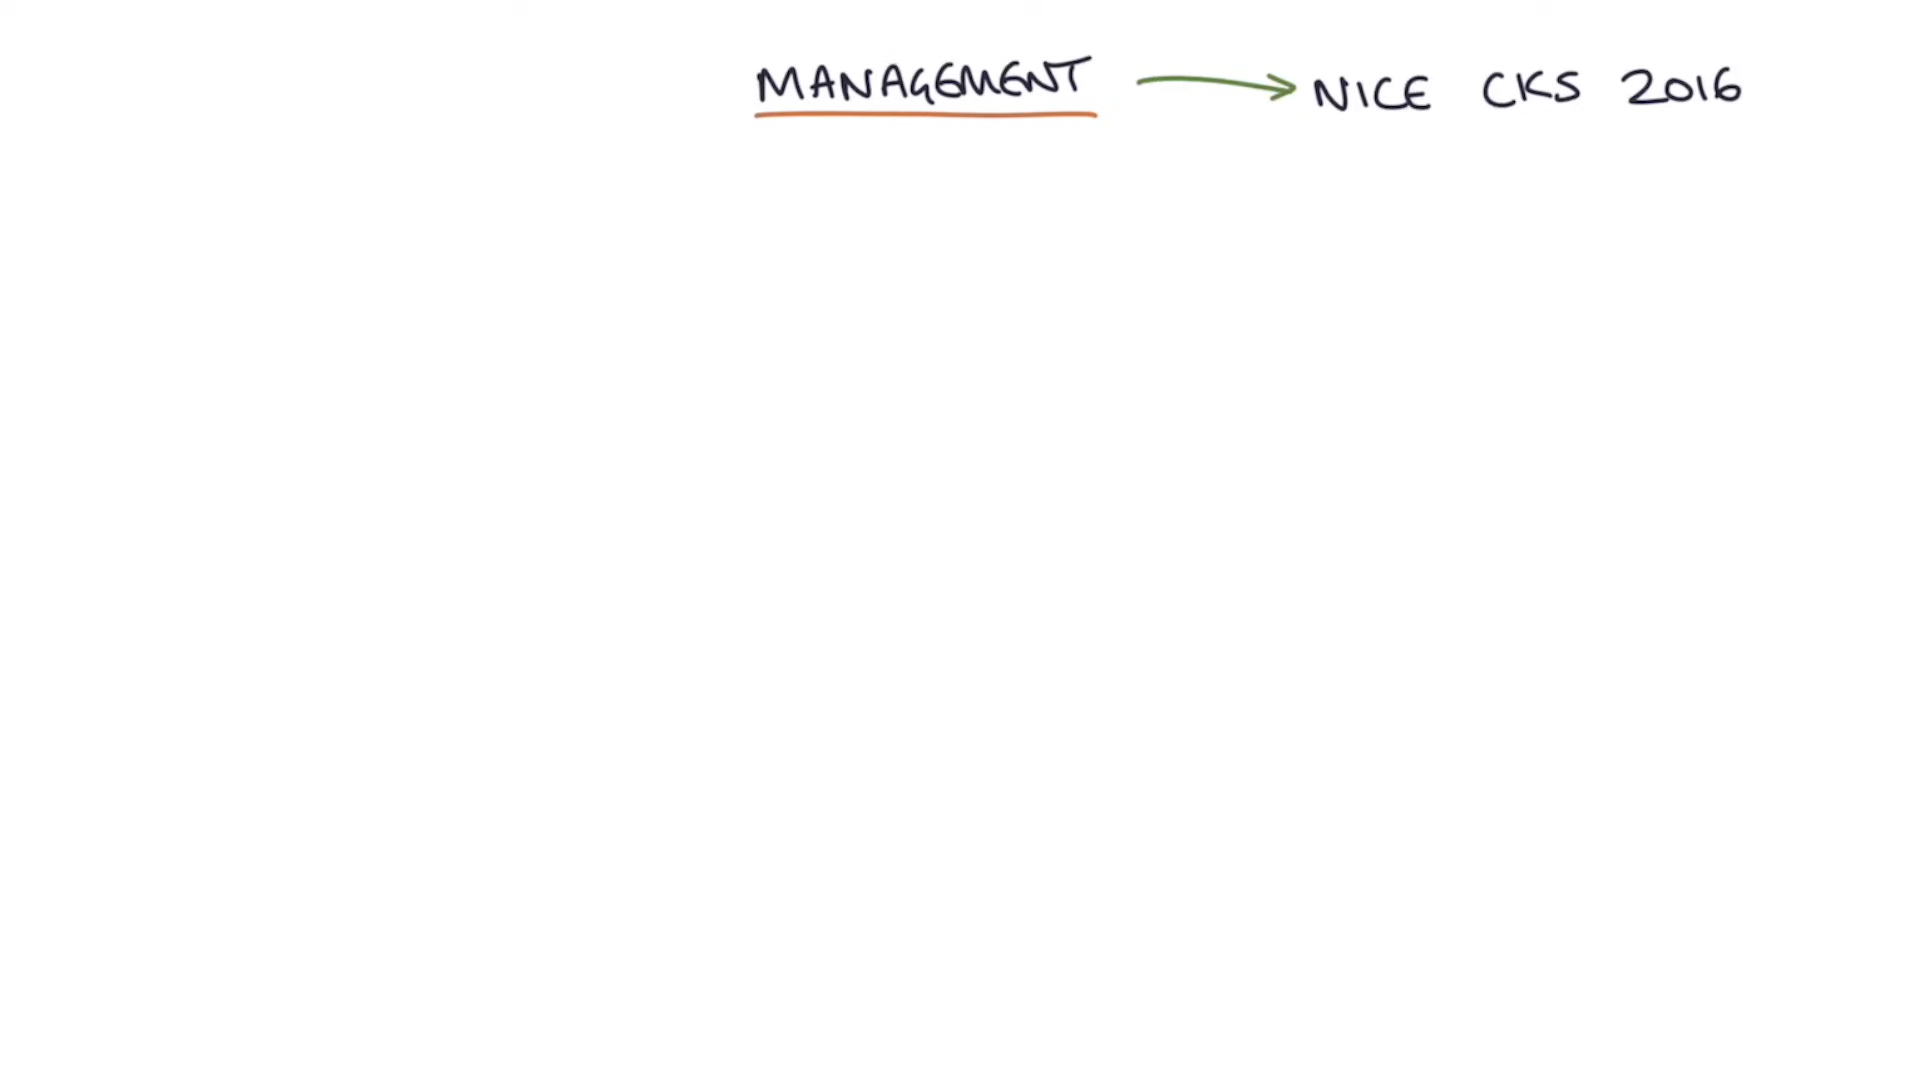 MANAGEMENT → NICE CKS 2016